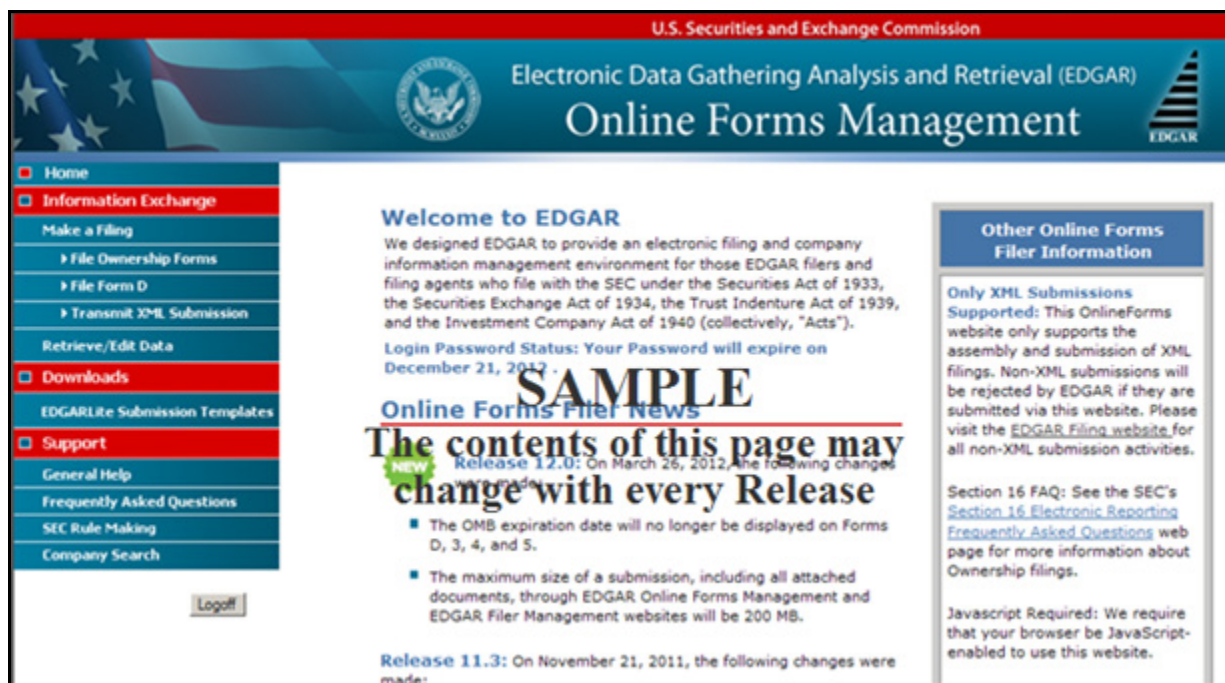 U.S. Securities and Exchange Commission
Electronic Data Gathering Analysis and Retrieval (EDGAR)
Online Forms Management
EDGAR
Home
Information Exchange
Make a Filing
File Ownership Forms
File Form D
Transmit XML Submission
Retrieve/Edit Data
Downloads
EDGARLite Submission Templates
Support
General Help
Frequently Asked Questions
SEC Rule Making
Company Search
Logoff
Welcome to EDGAR
We designed EDGAR to provide an electronic filing and company
information management environment for those EDGAR filers and
filing agents who file with the SEC under the Securities Act of 1933,
the Securities Exchange Act of 1934, the Trust Indenture Act of 1939,
and the Investment Company Act of 1940 (collectively, "Acts").
Login Password Status: Your Password will expire on
December 21, 2012 .
SAMPLE
Online Forms Filer News
The contents of this page may
change with every Release
NEW
Release 12.0: On March 26, 2012, the following changes
were made:
The OMB expiration date will no longer be displayed on Forms
D, 3, 4, and 5.
The maximum size of a submission, including all attached
documents, through EDGAR Online Forms Management and
EDGAR Filer Management websites will be 200 MB.
Release 11.3: On November 21, 2011, the following changes were
made:
Other Online Forms
Filer Information
Only XML Submissions
Supported: This OnlineForms
website only supports the
assembly and submission of XML
filings. Non-XML submissions will
be rejected by EDGAR if they are
submitted via this website. Please
visit the EDGAR Filing website for
all non-XML submission activities.
Section 16 FAQ: See the SEC's
Section 16 Electronic Reporting
Frequently Asked Questions web
page for more information about
Ownership filings.
Javascript Required: We require
that your browser be JavaScript-
enabled to use this website.